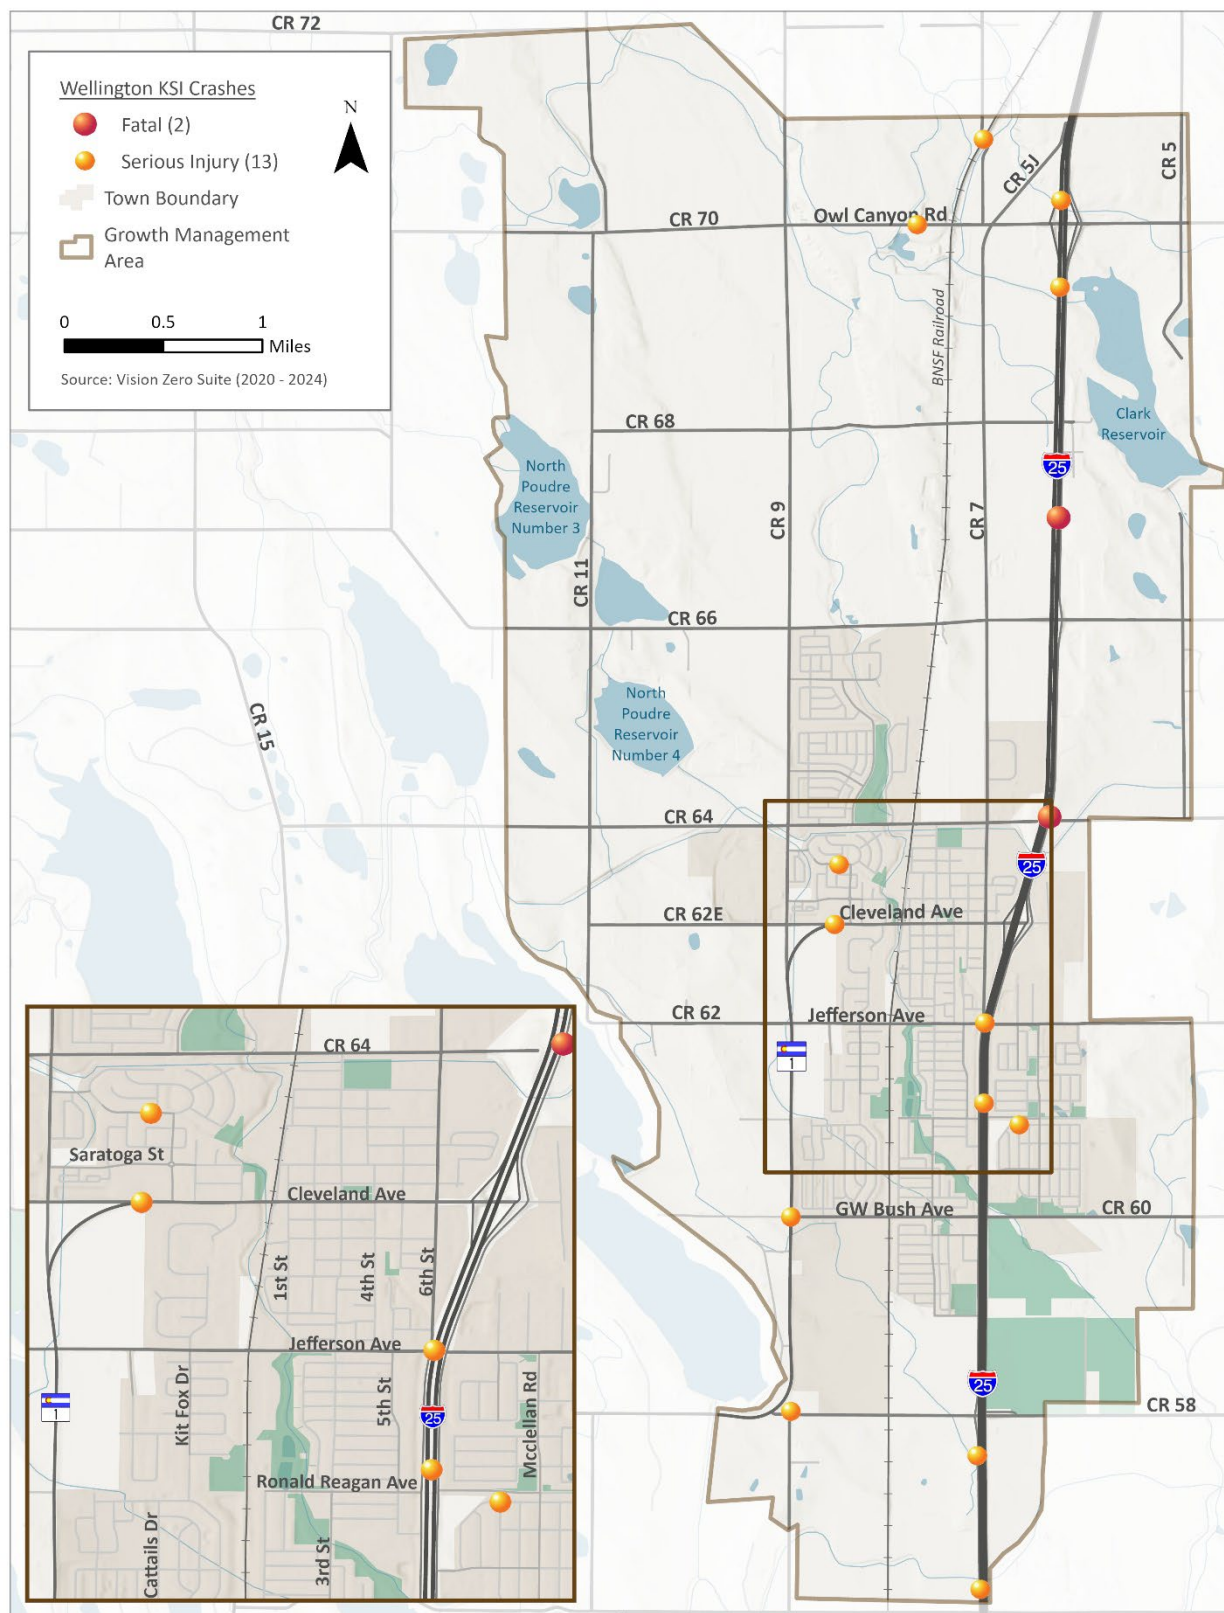 CR 72
Wellington KSI Crashes
Fatal (2)
Serious Injury (13)
Town Boundary
Growth Management
Area
N
0 0.5 1
Miles
Source: Vision Zero Suite (2020 - 2024)
CR 5J
CR 5
CR 70
Owl Canyon Rd
BNSF Railroad
CR 68
Clark
Reservoir
North
Poudre
Reservoir
Number 3
25
CR 9
CR 7
CR 11
CR 66
North
Poudre
Reservoir
Number 4
CR 15
CR 64
25
CR 62E
Cleveland Ave
CR 62
Jefferson Ave
1
GW Bush Ave
CR 60
25
CR 58
CR 64
Saratoga St
Cleveland Ave
1st St
4th St
6th St
Jefferson Ave
Kit Fox Dr
5th St
Mcclellan Rd
1
25
Ronald Reagan Ave
Cattails Dr
3rd St